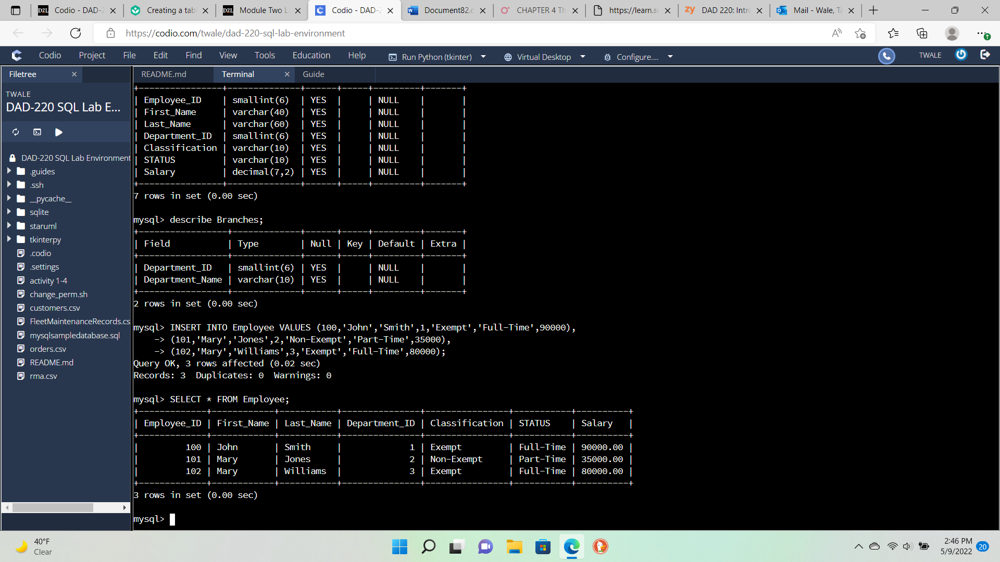 Codio - DAD-2
Creating a tab
D2L Module Two L
Codio - DAD-2
Document82.d
CHAPTER 4 Th
https://learn.s
zy DAD 220: Intr
Mail - Wale, Ta
https://codio.com/twale/dad-220-sql-lab-environment
Codio Project File Edit Find View Tools Education Help Run Python (tkinter) Virtual Desktop Configure.... TWALE
Filetree README.md Terminal Guide
TWALE
DAD-220 SQL Lab E...
DAD-220 SQL Lab Environment
.guides
.ssh
__pycache__
sqlite
staruml
tkinterpy
.codio
.settings
activity 1-4
change_perm.sh
customers.csv
FleetMaintenanceRecords.cs
mysqlsampledatabase.sql
orders.csv
README.md
rma.csv
+----------------+--------------+------+-----+---------+-------+
| Employee_ID    | smallint(6)  | YES  |     | NULL    |       |
| First_Name     | varchar(40)  | YES  |     | NULL    |       |
| Last_Name      | varchar(60)  | YES  |     | NULL    |       |
| Department_ID  | smallint(6)  | YES  |     | NULL    |       |
| Classification | varchar(10)  | YES  |     | NULL    |       |
| STATUS         | varchar(10)  | YES  |     | NULL    |       |
| Salary         | decimal(7,2) | YES  |     | NULL    |       |
+----------------+--------------+------+-----+---------+-------+
7 rows in set (0.00 sec)
mysql> describe Branches;
+-----------------+-------------+------+-----+---------+-------+
| Field           | Type        | Null | Key | Default | Extra |
+-----------------+-------------+------+-----+---------+-------+
| Department_ID   | smallint(6) | YES  |     | NULL    |       |
| Department_Name | varchar(10) | YES  |     | NULL    |       |
+-----------------+-------------+------+-----+---------+-------+
2 rows in set (0.00 sec)
mysql> INSERT INTO Employee VALUES (100,'John','Smith',1,'Exempt','Full-Time',90000),
    -> (101,'Mary','Jones',2,'Non-Exempt','Part-Time',35000),
    -> (102,'Mary','Williams',3,'Exempt','Full-Time',80000);
Query OK, 3 rows affected (0.02 sec)
Records: 3  Duplicates: 0  Warnings: 0
mysql> SELECT * FROM Employee;
+-------------+------------+-----------+---------------+----------------+-----------+----------+
| Employee_ID | First_Name | Last_Name | Department_ID | Classification | STATUS    | Salary   |
+-------------+------------+-----------+---------------+----------------+-----------+----------+
|         100 | John       | Smith     |             1 | Exempt         | Full-Time | 90000.00 |
|         101 | Mary       | Jones     |             2 | Non-Exempt     | Part-Time | 35000.00 |
|         102 | Mary       | Williams  |             3 | Exempt         | Full-Time | 80000.00 |
+-------------+------------+-----------+---------------+----------------+-----------+----------+
3 rows in set (0.00 sec)
mysql>
40°F
Clear
2:46 PM
5/9/2022
20